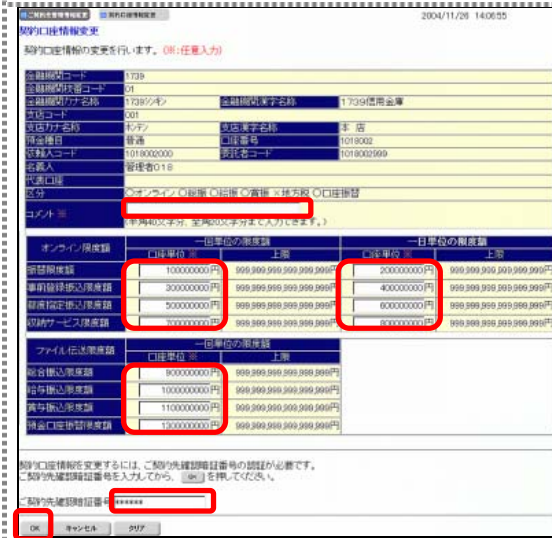 ご契約先情報変更 契約口座情報変更
2004/11/26 14:06:55
契約口座情報変更
契約口座情報の変更を行います。(※:任意入力)
金融機関コード 1739
金融機関枝番コード 01
金融機関カナ名称 1739シンキン 金融機関漢字名称 1739信用金庫
支店コード 001
支店カナ名称 ホンテン 支店漢字名称 本 店
預金種目 普通 口座番号 1018002
依頼人コード 1018002000 委託者コード 1018002999
名義人 管理者018
代表口座
区分 ○オンライン ○総振 ○給振 ○賞振 ×地方税 ○口座振替
コメント ※
(半角40文字分、全角20文字分まで入力できます。)
オンライン限度額 一回単位の限度額 一日単位の限度額
口座単位 ※ 上限 口座単位 ※ 上限
振替限度額 100000000円 999,999,999,999,999,999円 200000000円 999,999,999,999,999,999円
事前登録振込限度額 300000000円 999,999,999,999,999,999円 400000000円 999,999,999,999,999,999円
都度指定振込限度額 500000000円 999,999,999,999,999,999円 600000000円 999,999,999,999,999,999円
収納サービス限度額 700000000円 999,999,999,999,999,999円 800000000円 999,999,999,999,999,999円
ファイル伝送限度額 一回単位の限度額
口座単位 ※ 上限
総合振込限度額 900000000円 999,999,999,999,999,999円
給与振込限度額 1000000000円 999,999,999,999,999,999円
賞与振込限度額 1100000000円 999,999,999,999,999,999円
預金口座振替限度額 1300000000円 999,999,999,999,999,999円
契約口座情報を変更するには、ご契約先確認暗証番号の認証が必要です。
ご契約先確認暗証番号を入力してから、 OK を押してください。
ご契約先確認暗証番号 ******
OK キャンセル クリア